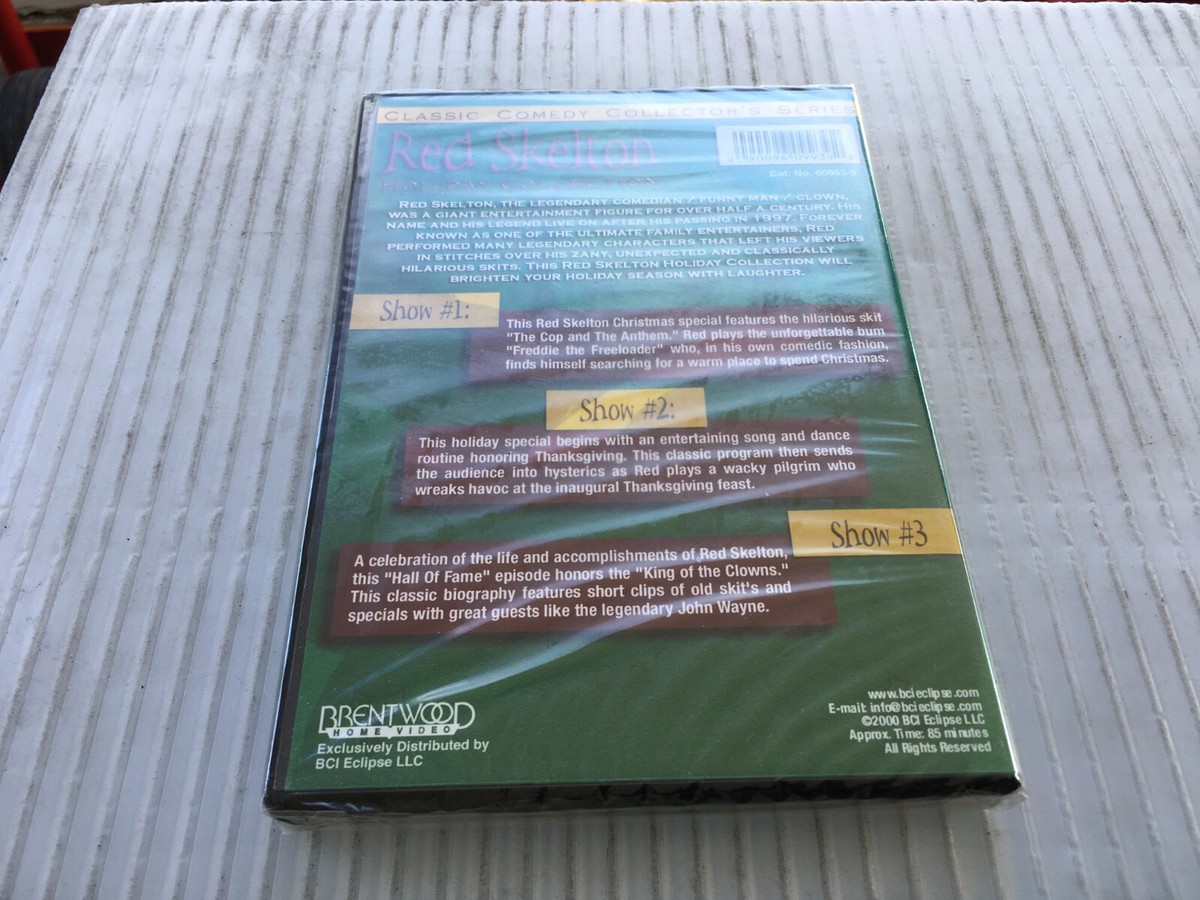 CLASSIC COMEDY COLLECTOR'S SERIES
Red Skelton
HOLIDAY COLLECTION
Cat. No.
RED SKELTON, THE LEGENDARY COMEDIAN / FUNNY MAN / CLOWN,
WAS A GIANT ENTERTAINMENT FIGURE FOR OVER HALF A CENTURY. HIS
NAME AND HIS LEGEND LIVE ON AFTER HIS PASSING IN 1997. FOREVER
KNOWN AS ONE OF THE ULTIMATE FAMILY ENTERTAINERS, RED
PERFORMED MANY LEGENDARY CHARACTERS THAT LEFT HIS VIEWERS
IN STITCHES OVER HIS ZANY, UNEXPECTED AND CLASSICALLY
HILARIOUS SKITS. THIS RED SKELTON HOLIDAY COLLECTION WILL
BRIGHTEN YOUR HOLIDAY SEASON WITH LAUGHTER.
Show #1:
This Red Skelton Christmas special features the hilarious skit
"The Cop and The Anthem." Red plays the unforgettable bum
"Freddie the Freeloader" who, in his own comedic fashion,
finds himself searching for a warm place to spend Christmas.
Show #2:
This holiday special begins with an entertaining song and dance
routine honoring Thanksgiving. This classic program then sends
the audience into hysterics as Red plays a wacky pilgrim who
wreaks havoc at the inaugural Thanksgiving feast.
Show #3
A celebration of the life and accomplishments of Red Skelton,
this "Hall Of Fame" episode honors the "King of the Clowns."
This classic biography features short clips of old skit's and
specials with great guests like the legendary John Wayne.
BRENTWOOD
HOME VIDEO
Exclusively Distributed by
BCI Eclipse LLC
www.bcieclipse.com
E-mail: info@bcieclipse.com
©2000 BCI Eclipse LLC
Approx. Time: 85 minutes
All Rights Reserved